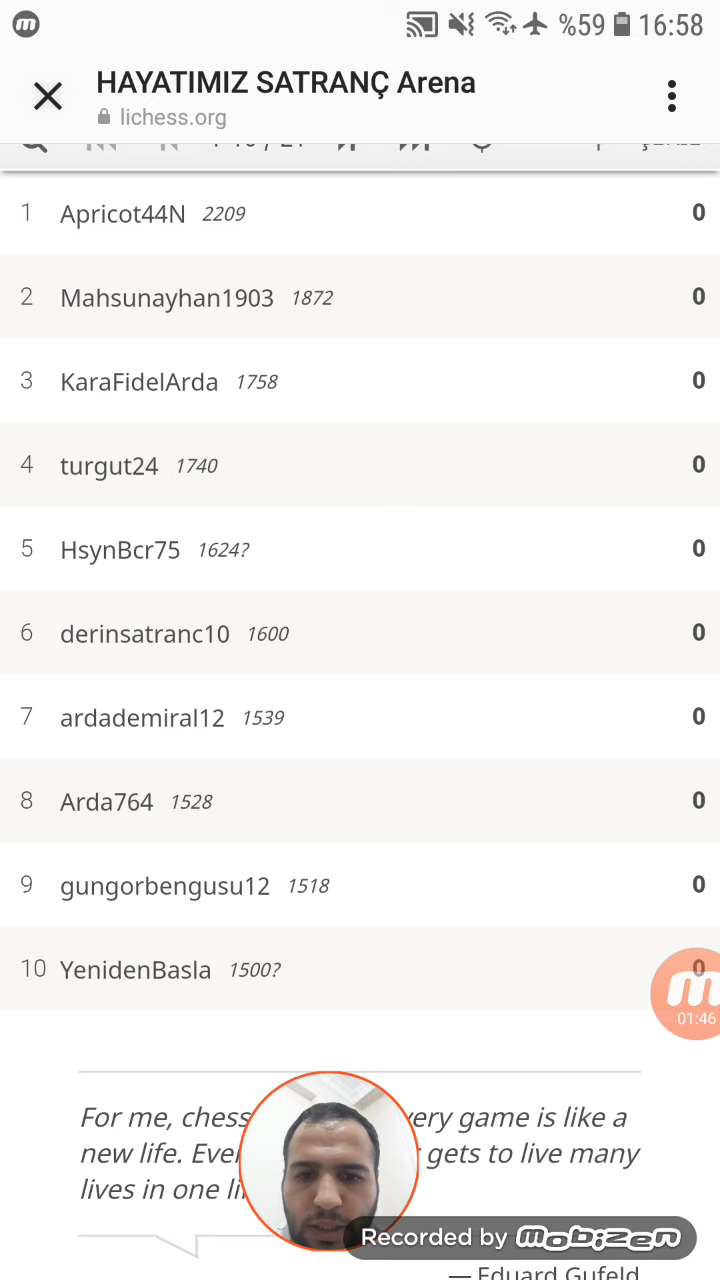 %59 16:58
HAYATIMIZ SATRANÇ Arena
lichess.org
1 Apricot44N 2209 0
2 Mahsunayhan1903 1872 0
3 KaraFidelArda 1758 0
4 turgut24 1740 0
5 HsynBcr75 1624? 0
6 derinsatranc10 1600 0
7 ardademiral12 1539 0
8 Arda764 1528 0
9 gungorbengusu12 1518 0
10 YenidenBasla 1500? 0
01:46
For me, chess game is like a
new life. gets to live many
lives in one
Recorded by mobizen
— Eduard Gufeld